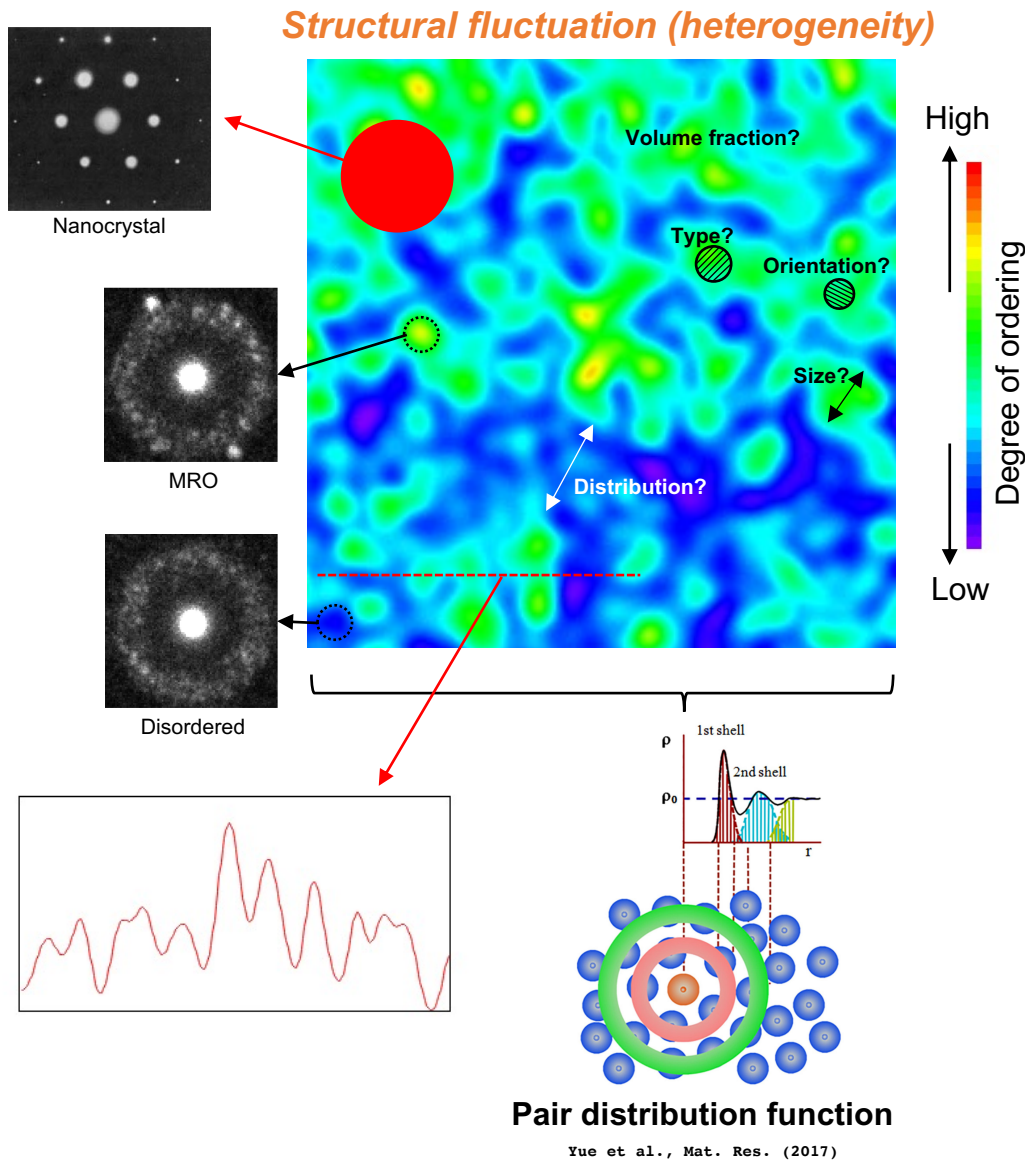 Structural fluctuation (heterogeneity)
Nanocrystal
Volume fraction?
Type?
Orientation?
Size?
Distribution?
High
Degree of ordering
Low
MRO
Disordered
1st shell
ρ
2nd shell
ρ0
r
Pair distribution function
Yue et al., Mat. Res. (2017)